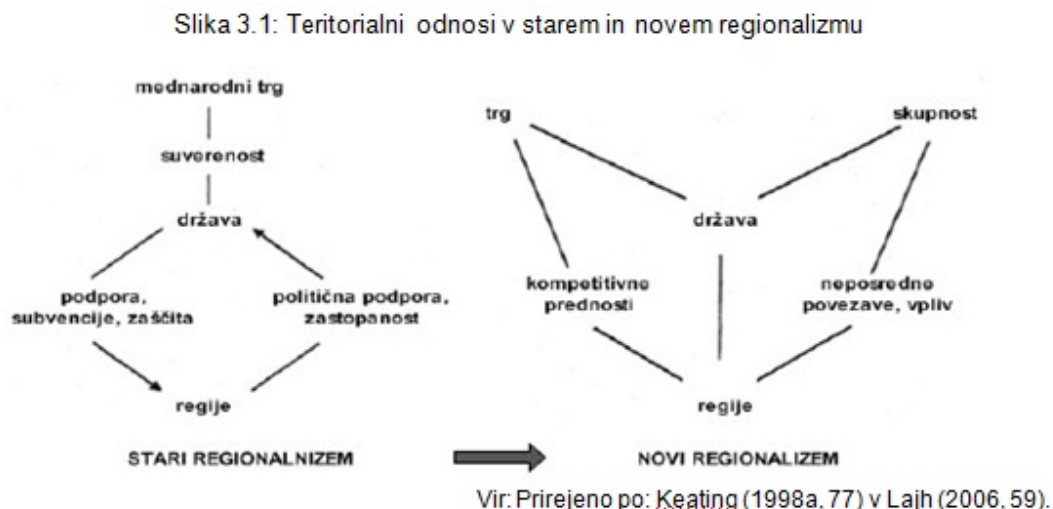 Slika 3.1: Teritorialni odnosi v starem in novem regionalizmu
mednarodni trg
suverenost
država
podpora,
subvencije, zaščita
politična podpora,
zastopanost
regije
STARI REGIONALNIZEM
trg
skupnost
država
kompetitivne
prednosti
neposredne
povezave, vpliv
regije
NOVI REGIONALIZEM
Vir: Prirejeno po: Keating (1998a, 77) v Lajh (2006, 59).